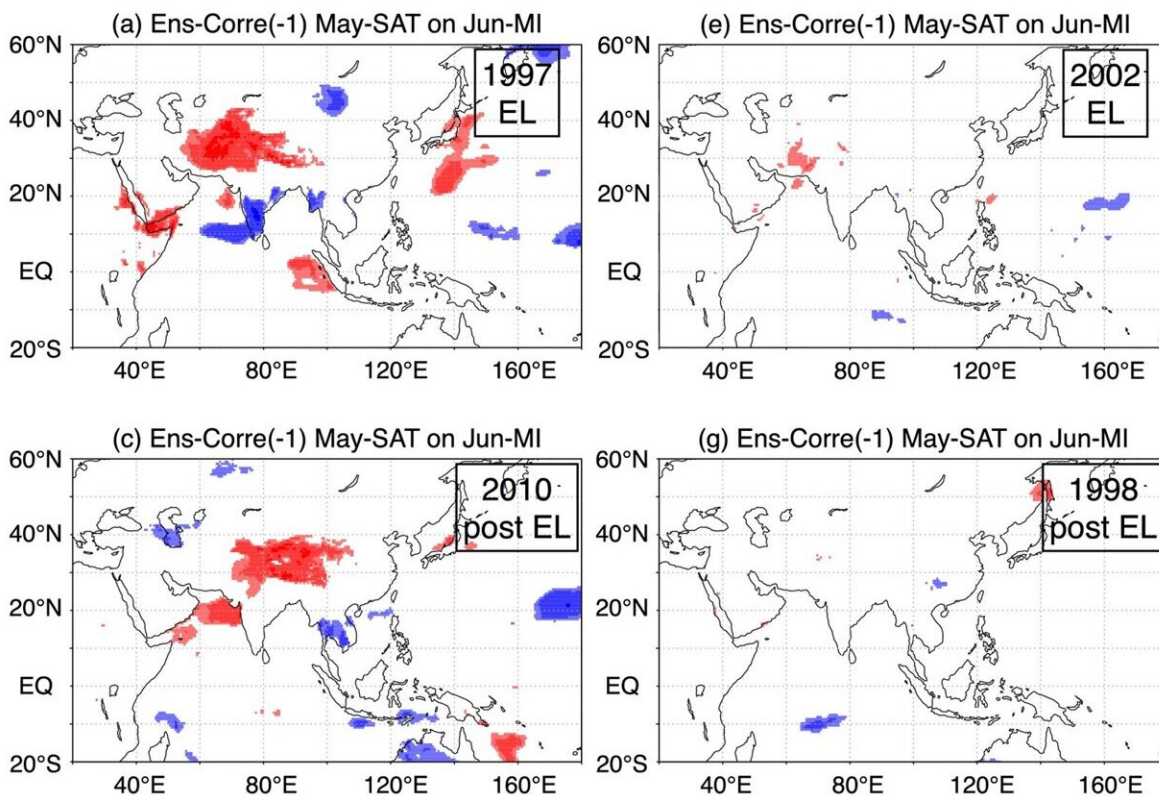 (a) Ens-Corre(-1) May-SAT on Jun-MI
60°N
40°N
20°N
EQ
20°S
40°E 80°E 120°E 160°E
1997
EL
(e) Ens-Corre(-1) May-SAT on Jun-MI
60°N
40°N
20°N
EQ
20°S
40°E 80°E 120°E 160°E
2002
EL
(c) Ens-Corre(-1) May-SAT on Jun-MI
60°N
40°N
20°N
EQ
20°S
40°E 80°E 120°E 160°E
2010
post EL
(g) Ens-Corre(-1) May-SAT on Jun-MI
60°N
40°N
20°N
EQ
20°S
40°E 80°E 120°E 160°E
1998
post EL